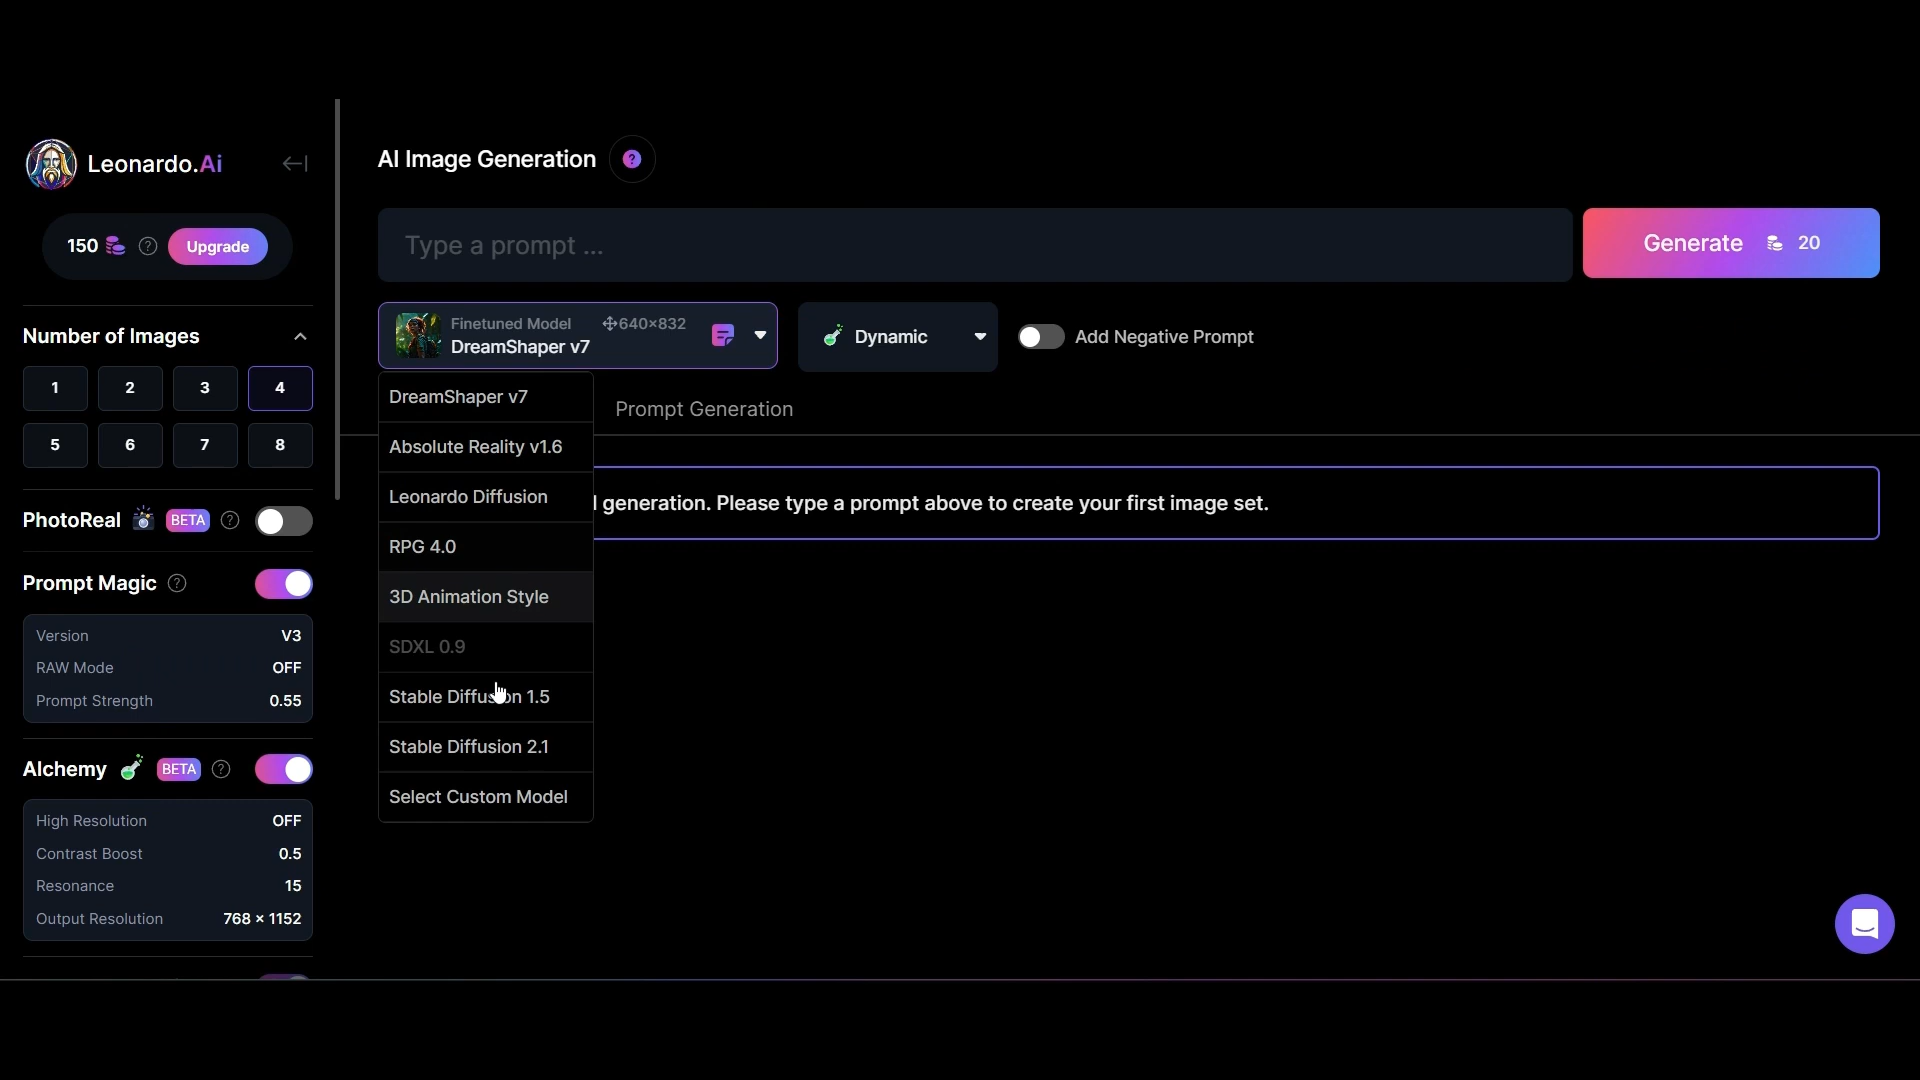 Leonardo.Ai
150 Upgrade
Number of Images
1 2 3 4
5 6 7 8
PhotoReal BETA ?
Prompt Magic ?
Version V3
RAW Mode OFF
Prompt Strength 0.55
Alchemy BETA ?
High Resolution OFF
Contrast Boost 0.5
Resonance 15
Output Resolution 768 × 1152
AI Image Generation ?
Type a prompt ...
Generate 20
Finetuned Model 640×832
DreamShaper v7
Dynamic
Add Negative Prompt
DreamShaper v7
Absolute Reality v1.6
Leonardo Diffusion
RPG 4.0
3D Animation Style
SDXL 0.9
Stable Diffusion 1.5
Stable Diffusion 2.1
Select Custom Model
Prompt Generation
generation. Please type a prompt above to create your first image set.